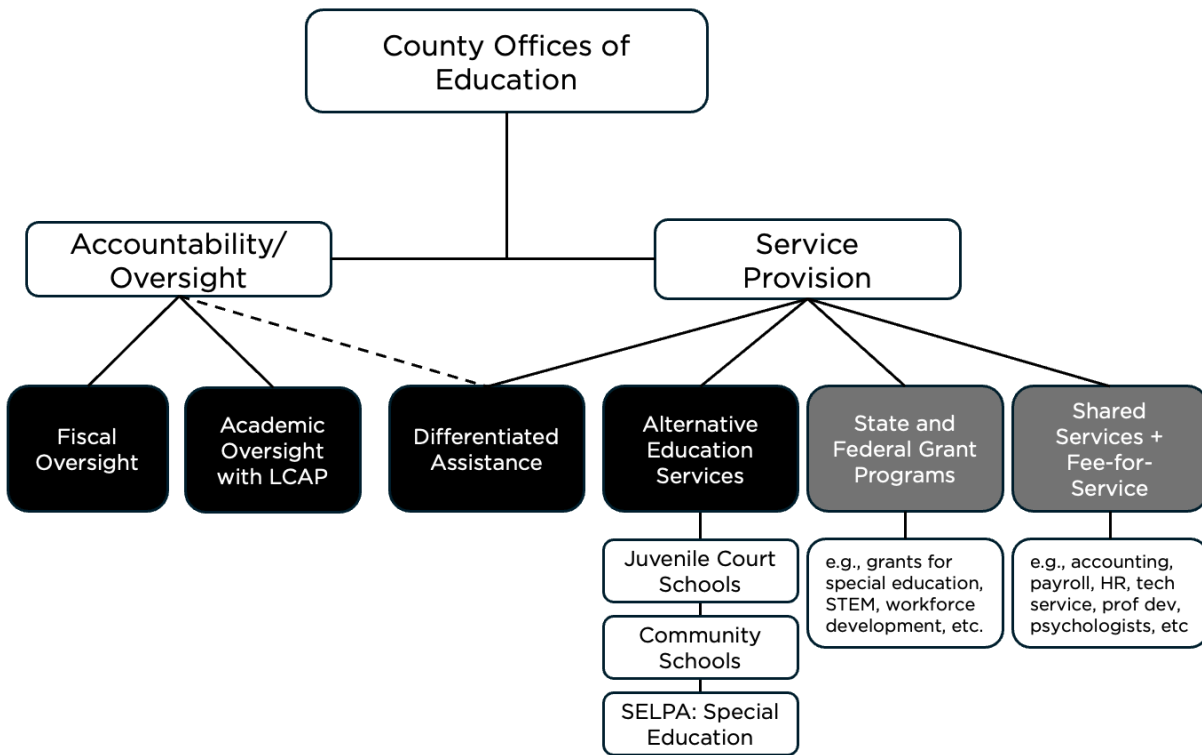 County Offices of
Education
Accountability/
Oversight
Service
Provision
Fiscal
Oversight
Academic
Oversight
with LCAP
Differentiated
Assistance
Alternative
Education
Services
State and
Federal Grant
Programs
Shared
Services +
Fee-for-
Service
Juvenile Court
Schools
Community
Schools
SELPA: Special
Education
e.g., grants for
special education,
STEM, workforce
development, etc.
e.g., accounting,
payroll, HR, tech
service, prof dev,
psychologists, etc